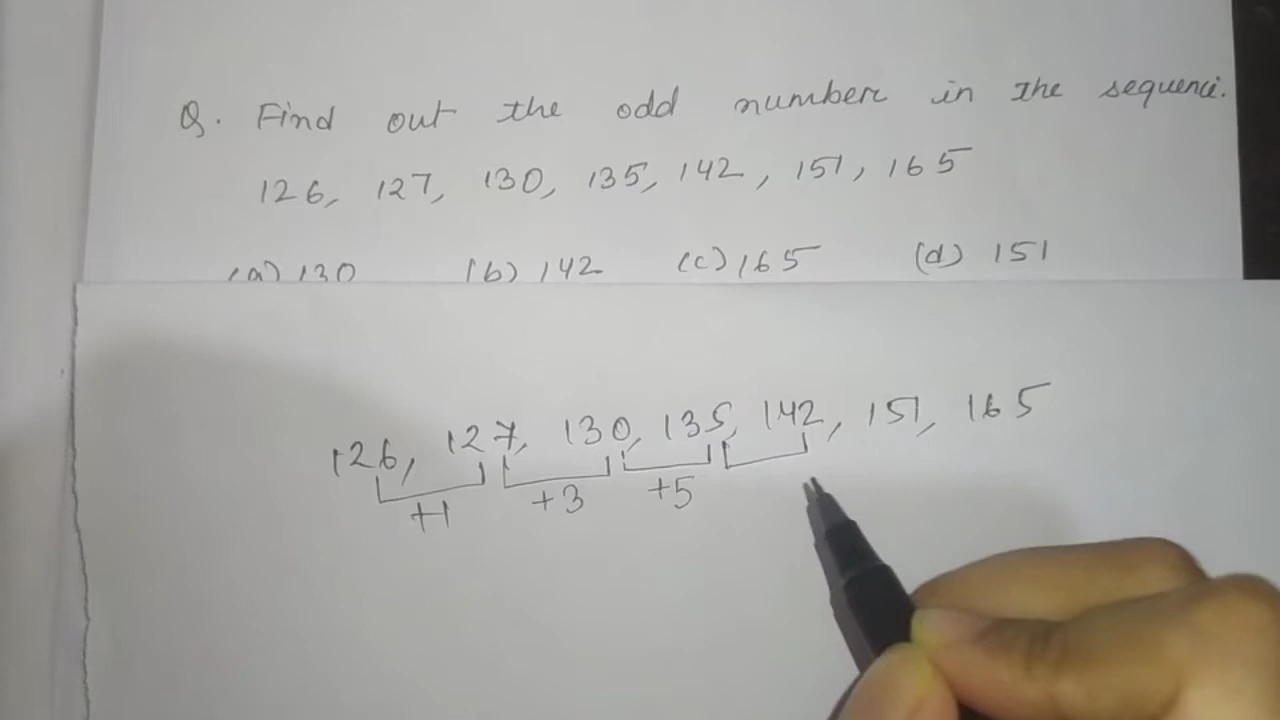 Q. Find out the odd number in the sequence.
126, 127, 130, 135, 142, 151, 165
(a) 130 (b) 142 (c) 165 (d) 151
126, 127, 130, 135, 142, 151, 165
+1 +3 +5